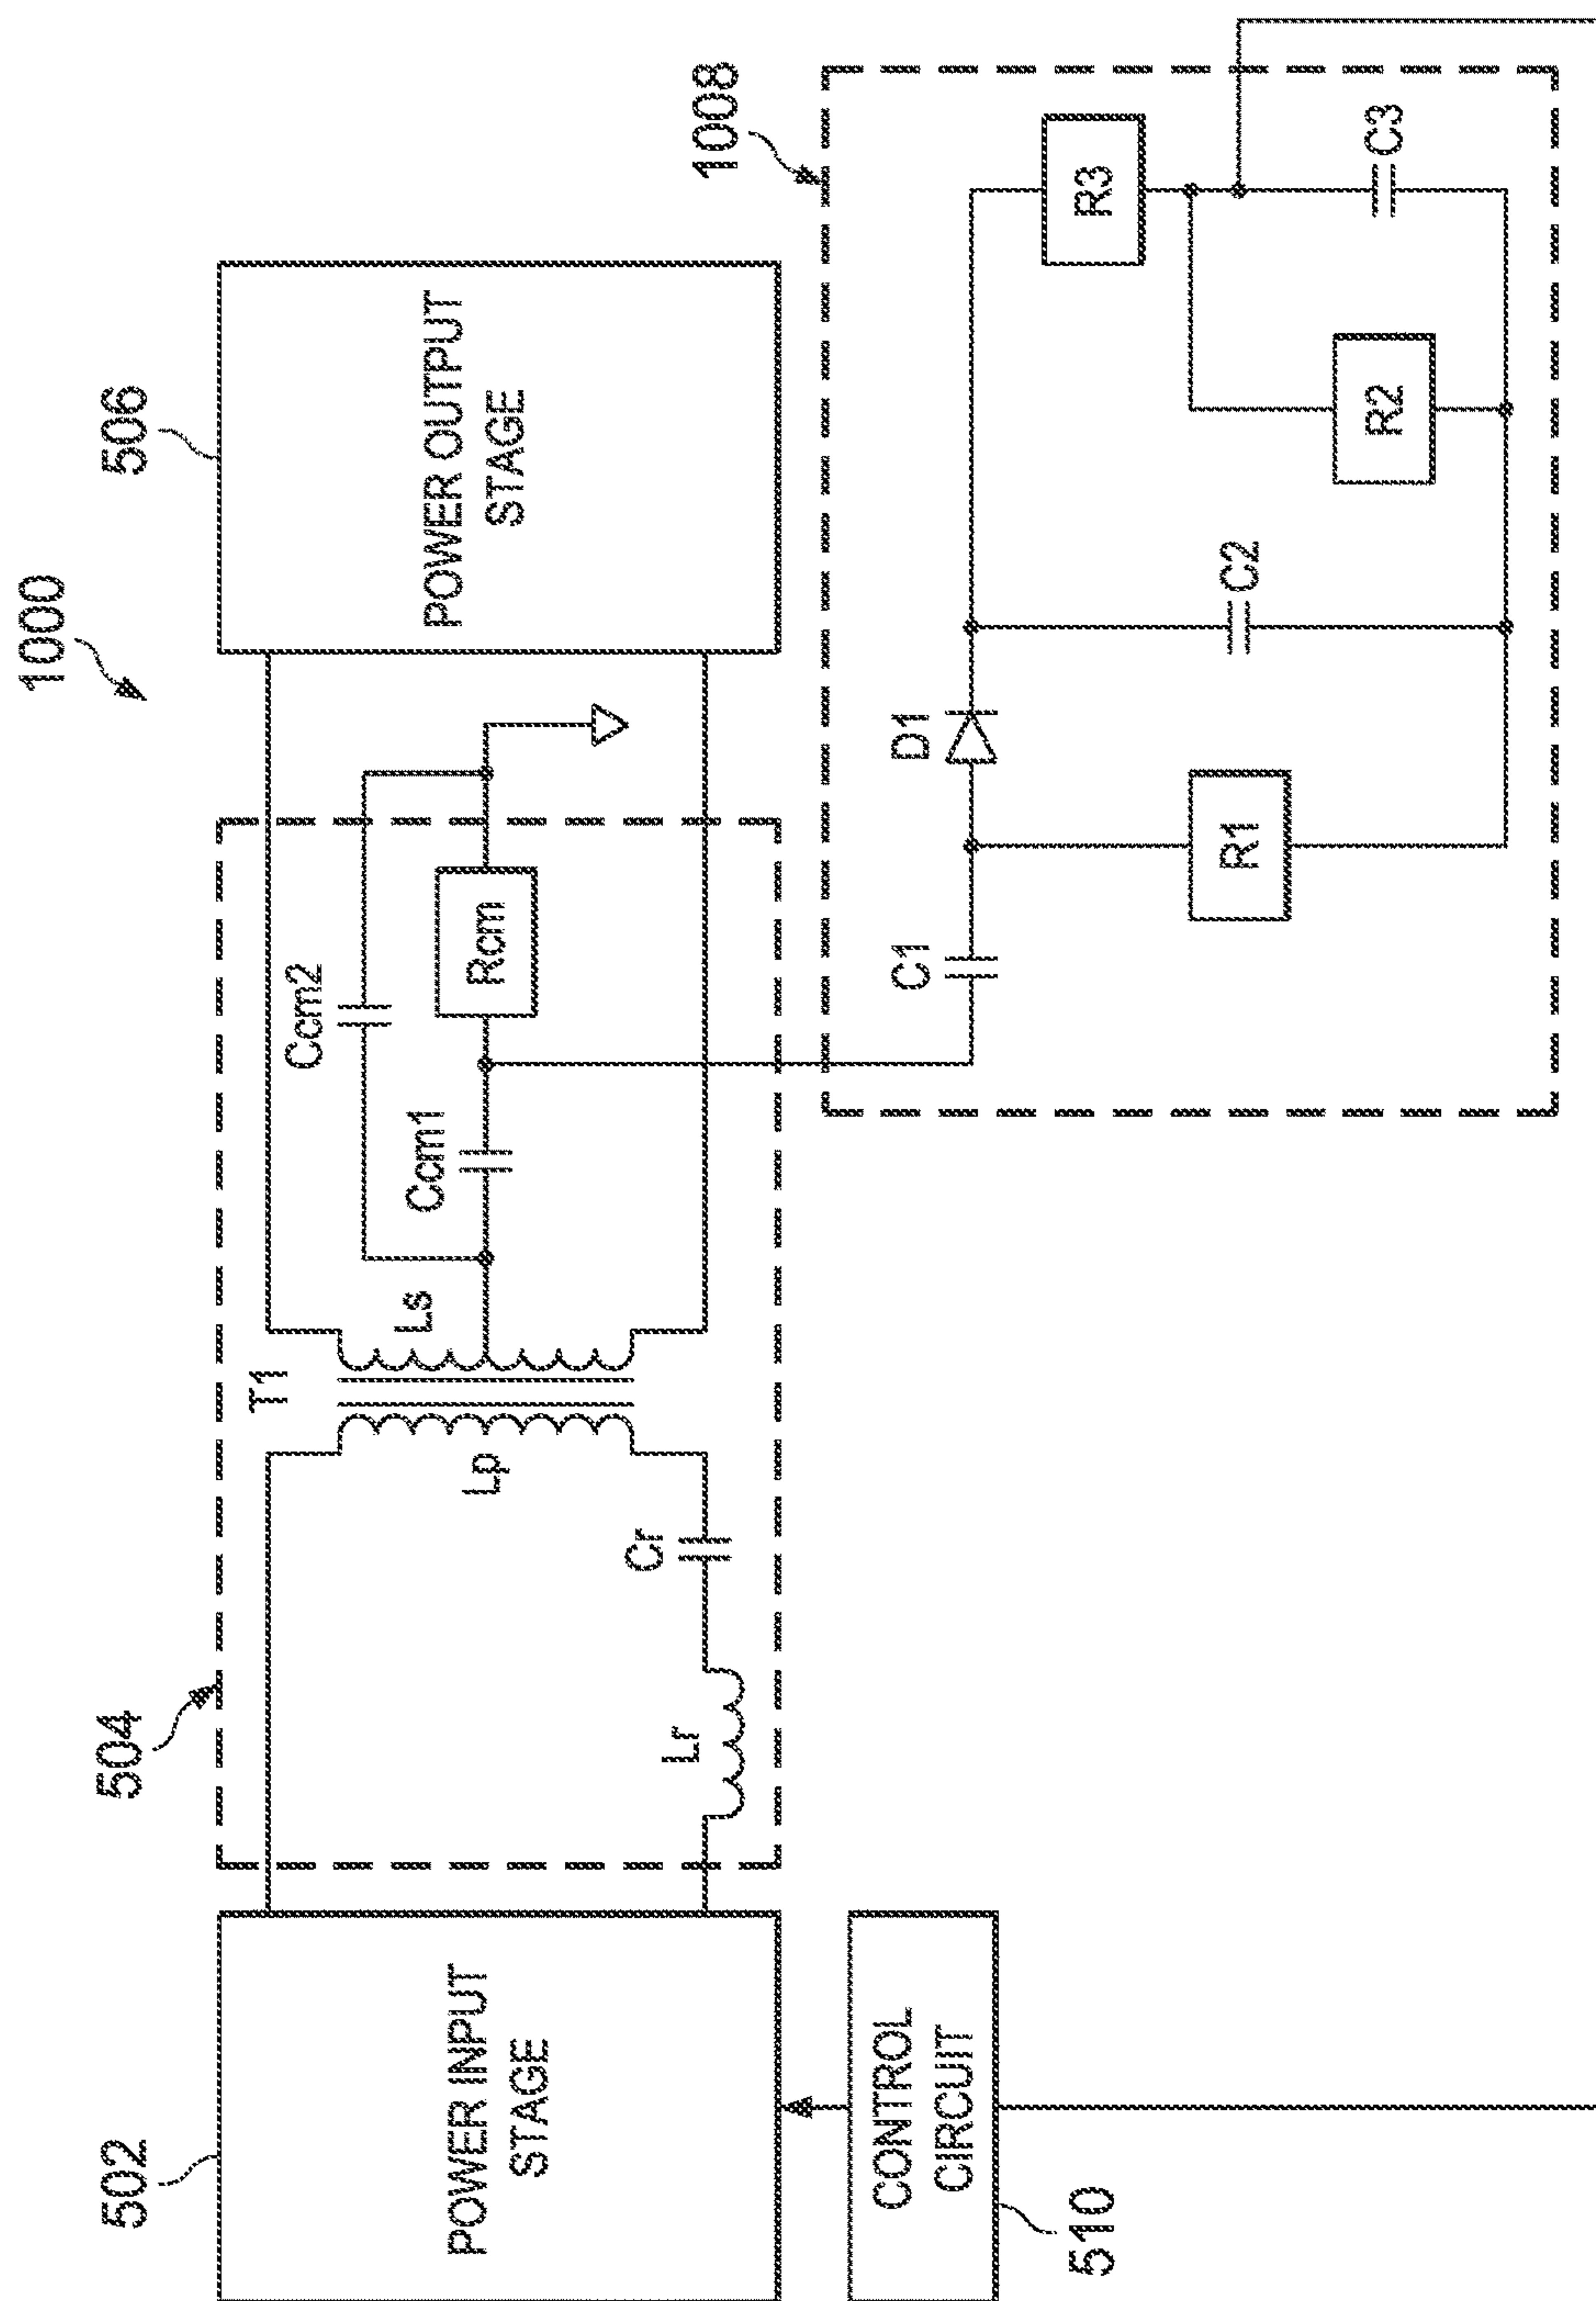 1000
502
504
506
POWER INPUT
STAGE
POWER OUTPUT
STAGE
T1
Lp
Ls
Lr
Cr
Ccm1
Ccm2
Rcm
CONTROL
CIRCUIT
510
1008
C1
D1
R1
C2
R2
R3
C3